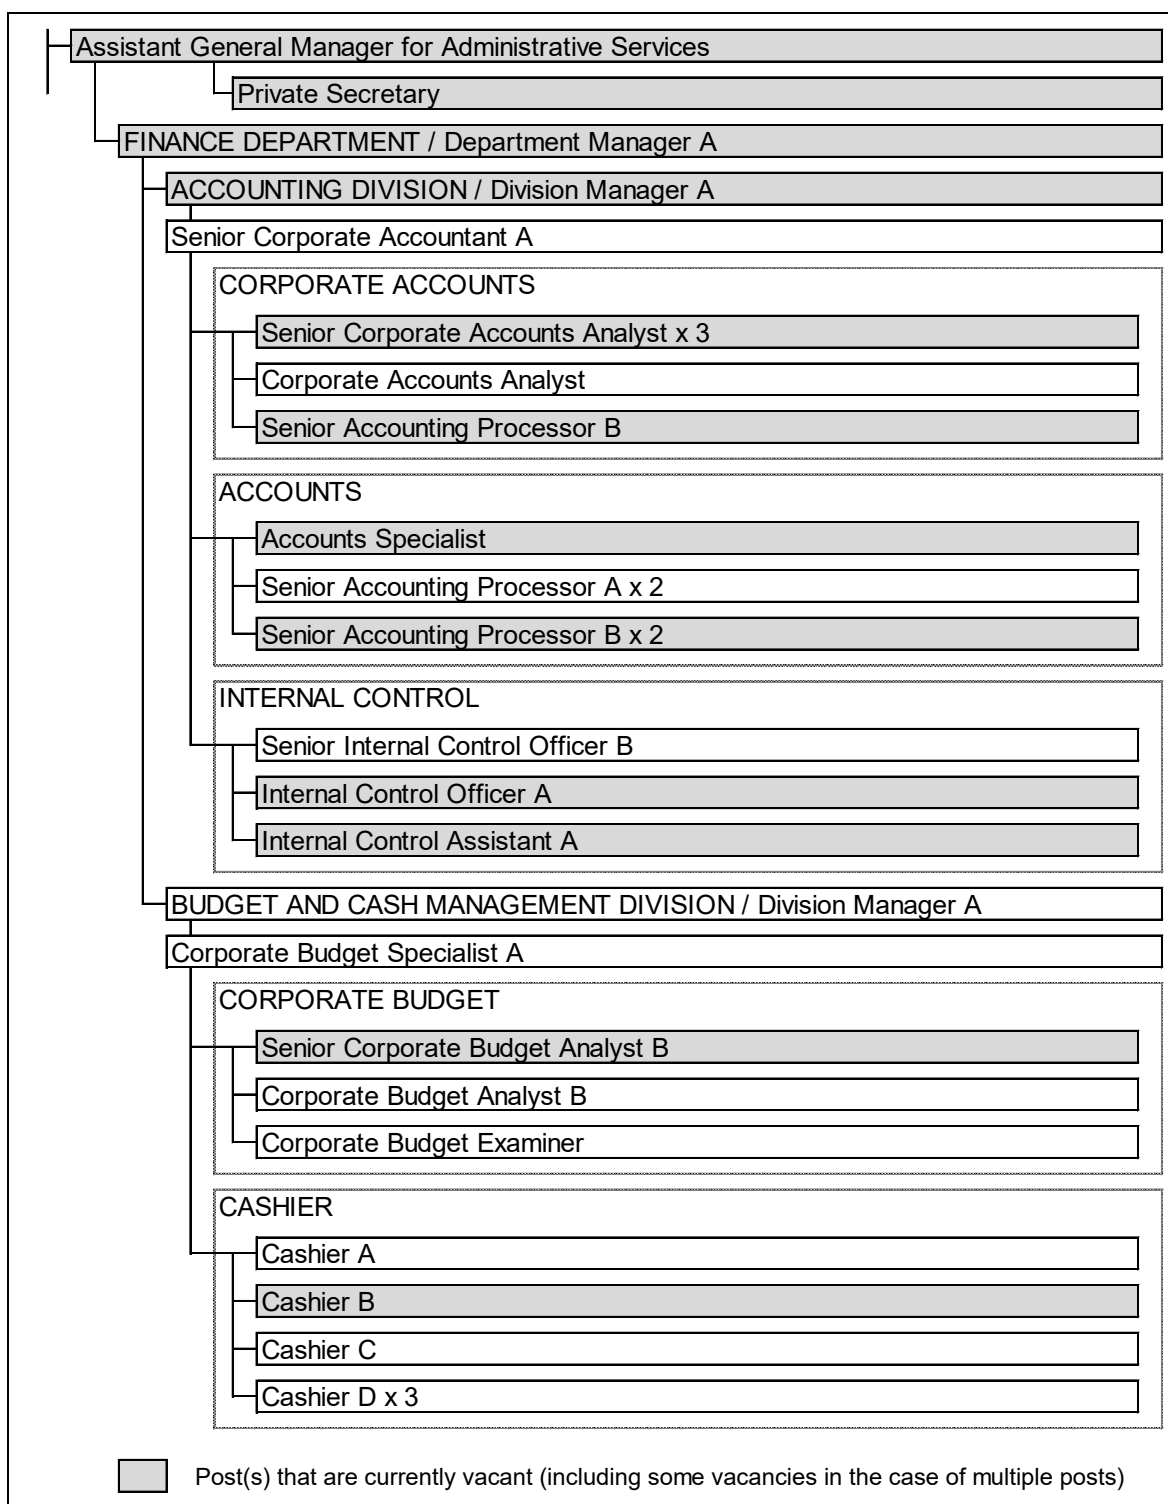 Assistant General Manager for Administrative Services
Private Secretary
FINANCE DEPARTMENT / Department Manager A
ACCOUNTING DIVISION / Division Manager A
Senior Corporate Accountant A
CORPORATE ACCOUNTS
Senior Corporate Accounts Analyst x 3
Corporate Accounts Analyst
Senior Accounting Processor B
ACCOUNTS
Accounts Specialist
Senior Accounting Processor A x 2
Senior Accounting Processor B x 2
INTERNAL CONTROL
Senior Internal Control Officer B
Internal Control Officer A
Internal Control Assistant A
BUDGET AND CASH MANAGEMENT DIVISION / Division Manager A
Corporate Budget Specialist A
CORPORATE BUDGET
Senior Corporate Budget Analyst B
Corporate Budget Analyst B
Corporate Budget Examiner
CASHIER
Cashier A
Cashier B
Cashier C
Cashier D x 3
Post(s) that are currently vacant (including some vacancies in the case of multiple posts)